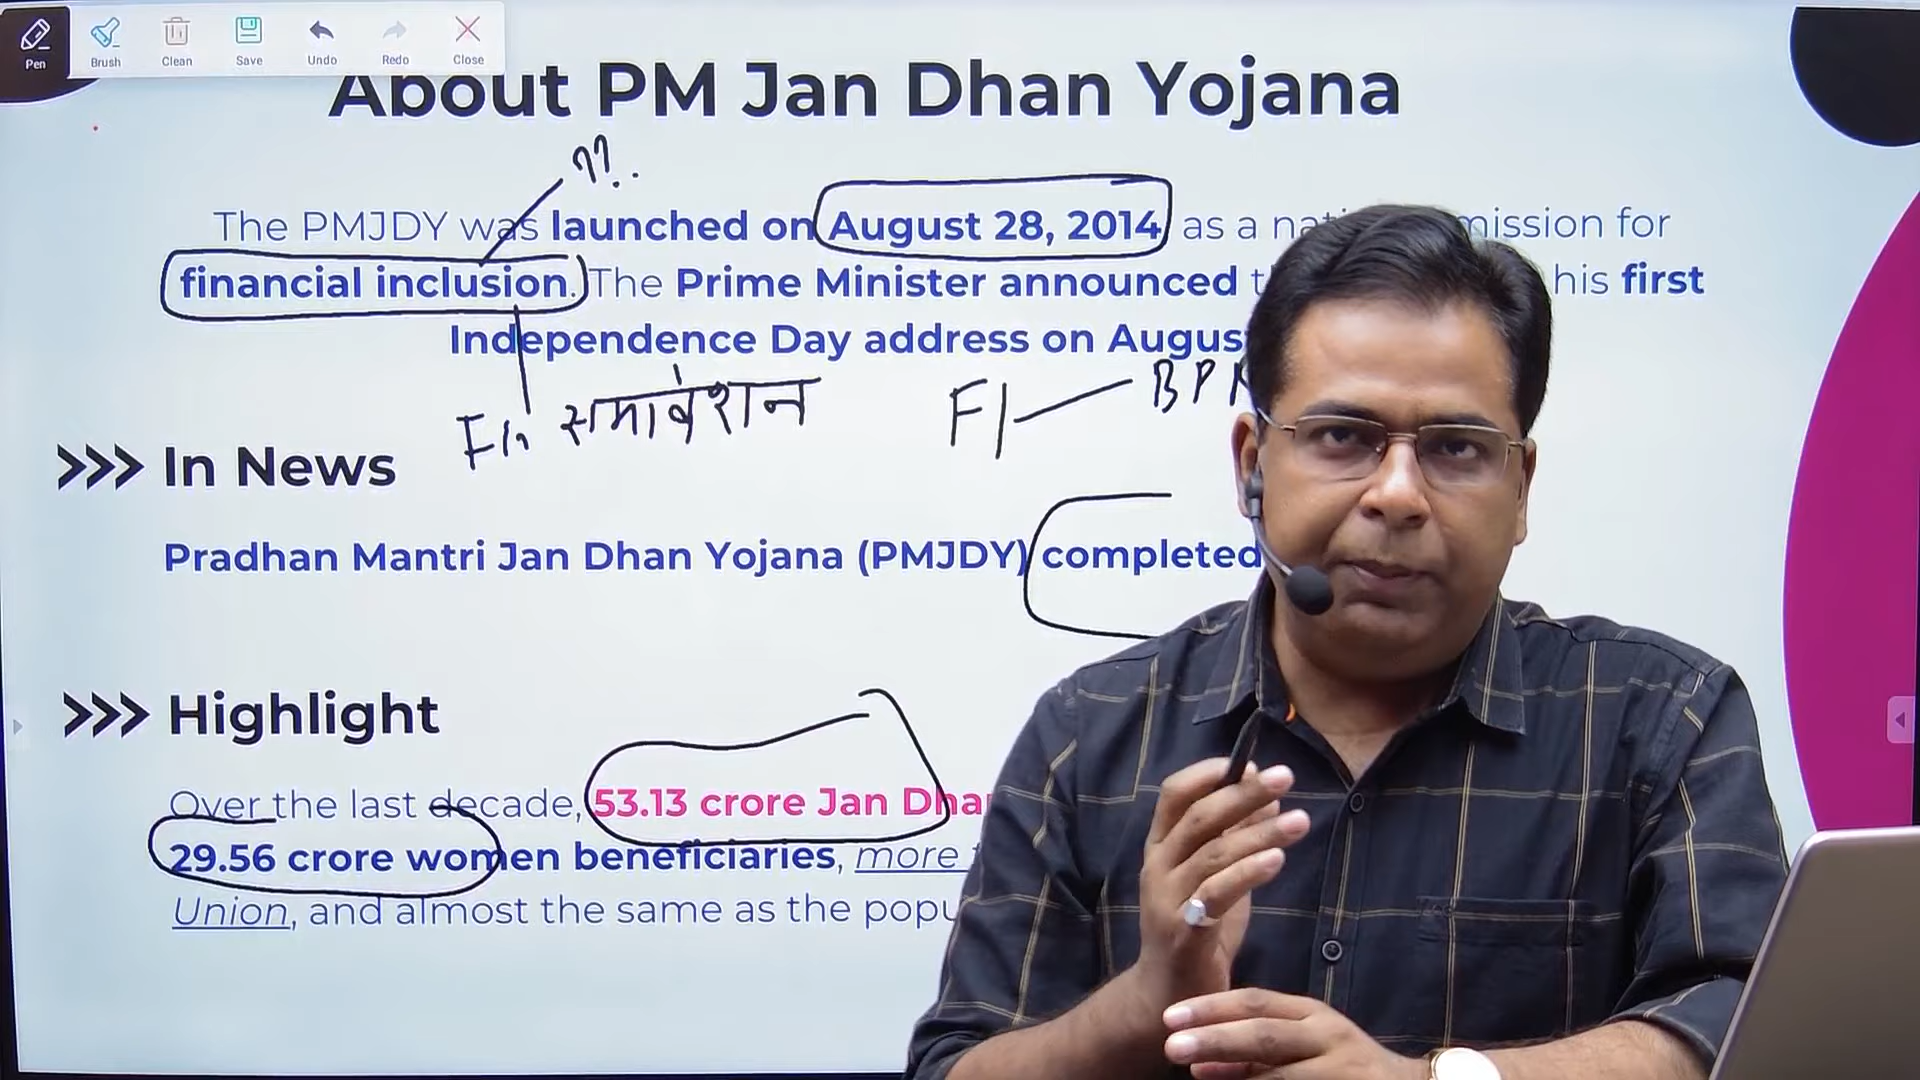 Pen Brush Clean Save Undo Redo Close
About PM Jan Dhan Yojana
??
The PMJDY was launched on August 28, 2014 as a mission for
financial inclusion. The Prime Minister announced his first
Independence Day address on Augus
Fin समावेशन FI BP
>>> In News
Pradhan Mantri Jan Dhan Yojana (PMJDY) completed
>>> Highlight
Over the last decade, 53.13 crore Jan Dha
29.56 crore women beneficiaries, more
Union, and almost the same as the popu